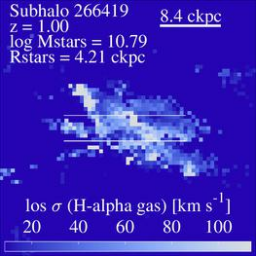 Subhalo 266419
8.4 ckpc
z = 1.00
log Mstars = 10.79
Rstars = 4.21 ckpc
los σ (H-alpha gas) [km s⁻¹]
20 40 60 80 100